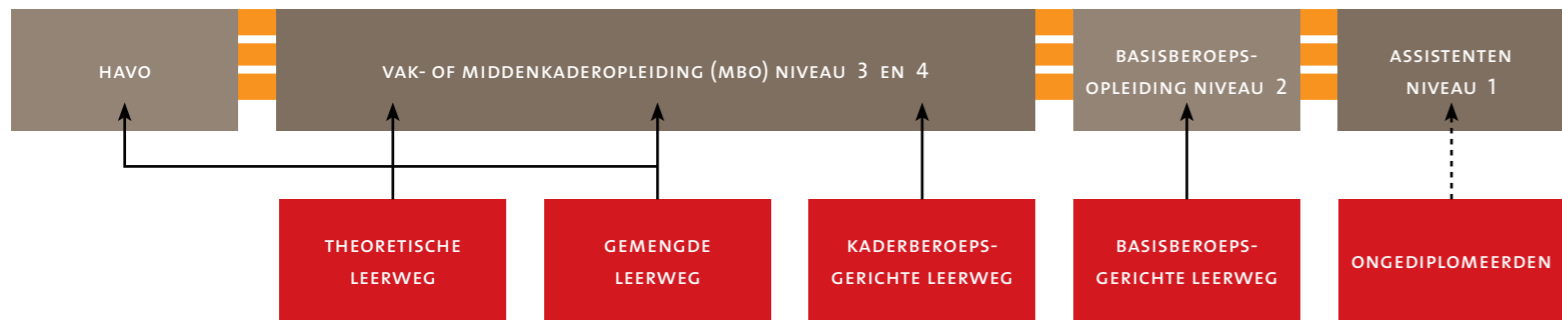 HAVO
VAK- OF MIDDENKADEROPLEIDING (MBO) NIVEAU 3 EN 4
BASISBEROEPS-
OPLEIDING NIVEAU 2
ASSISTENTEN
NIVEAU 1
THEORETISCHE
LEERWEG
GEMENGDE
LEERWEG
KADERBEROEPS-
GERICHTE LEERWEG
BASISBEROEPS-
GERICHTE LEERWEG
ONGEDIPLOMEERDEN